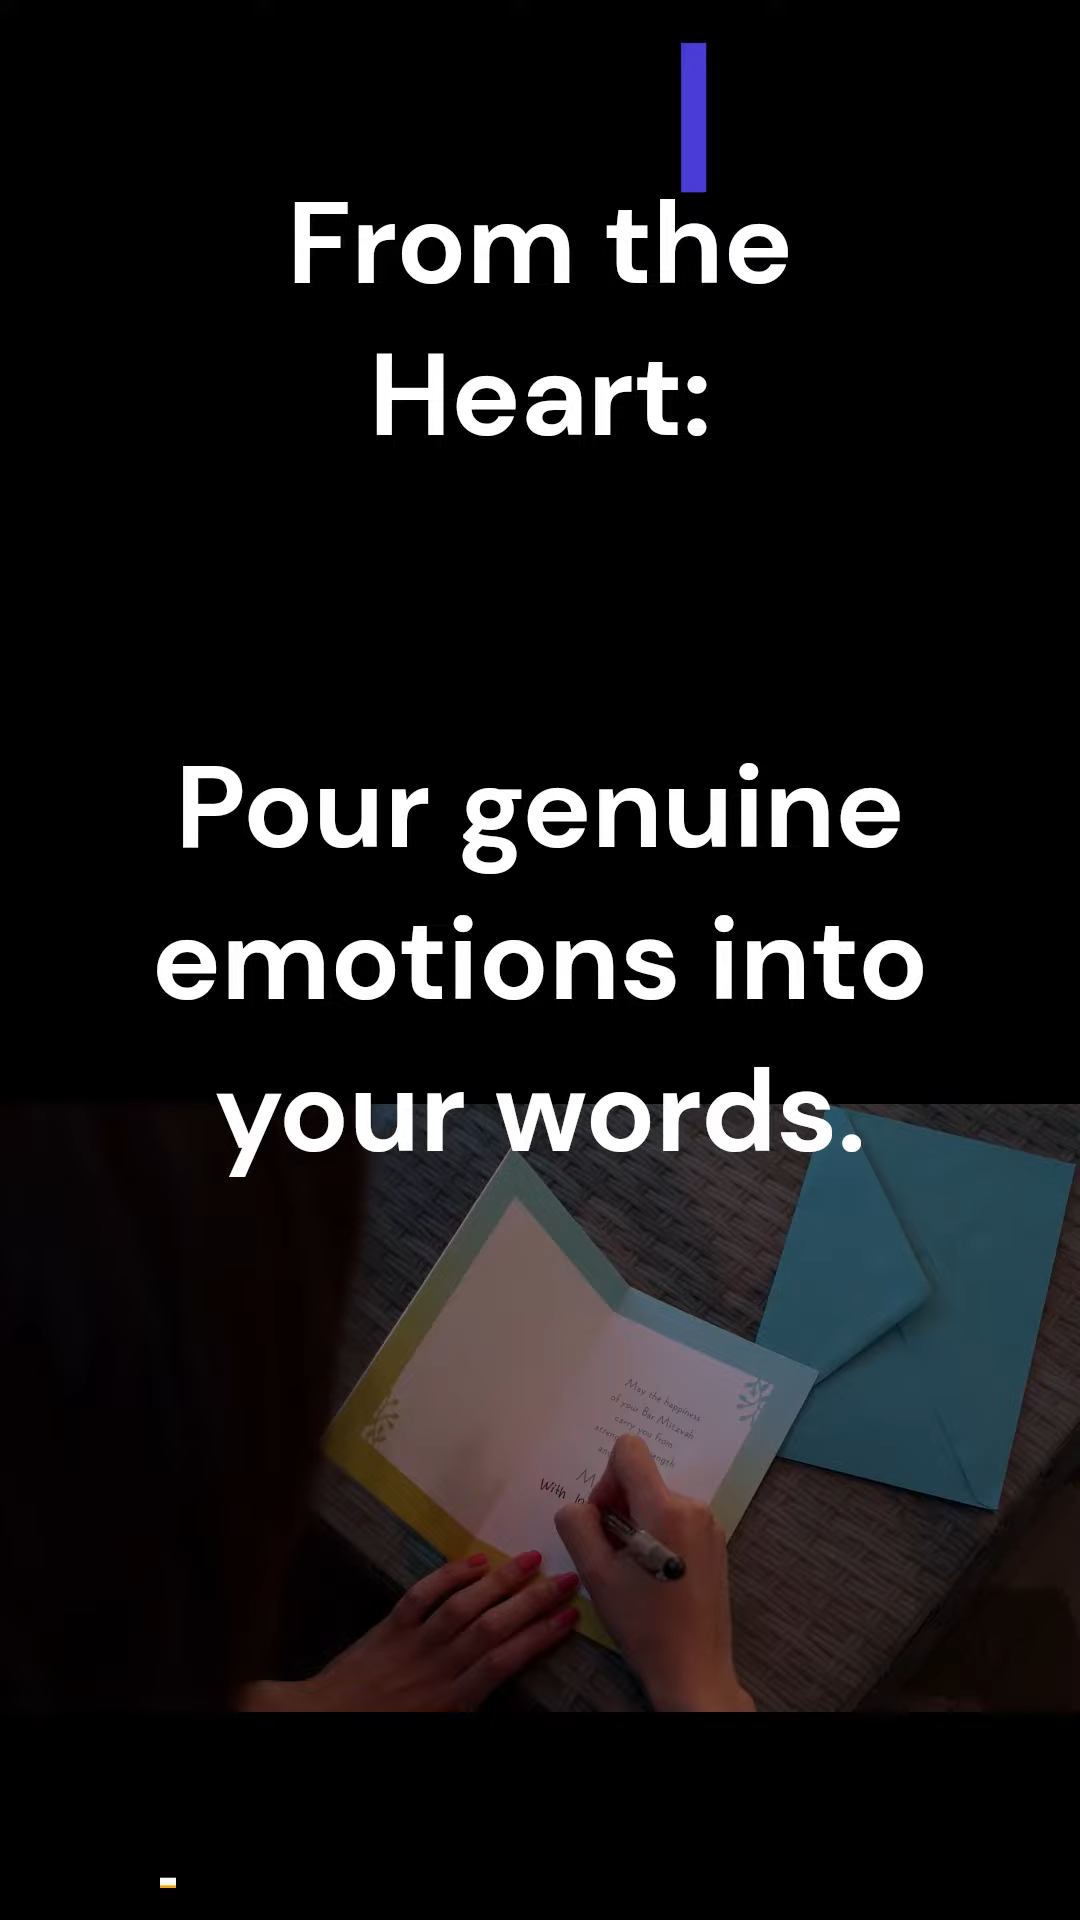 From the
Heart:
Pour genuine
emotions into
your words.
May the happiness
of your Bar Mitzvah
carry you from
With